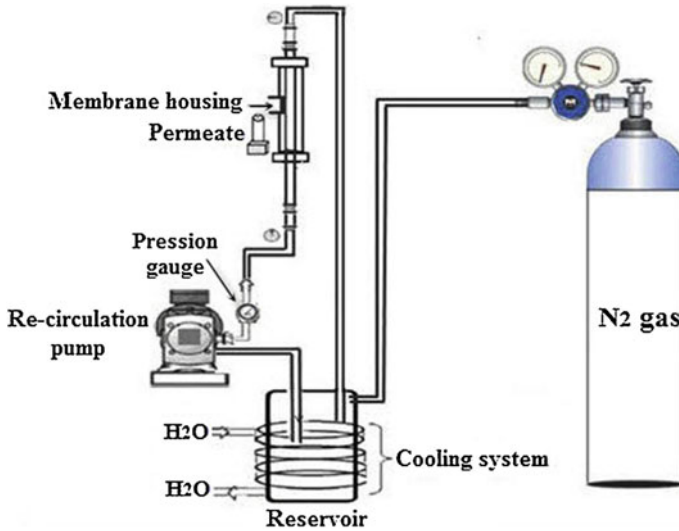 Membrane housing
Permeate
Pression
gauge
Re-circulation
pump
N2 gas
H2O
Cooling system
H2O
Reservoir